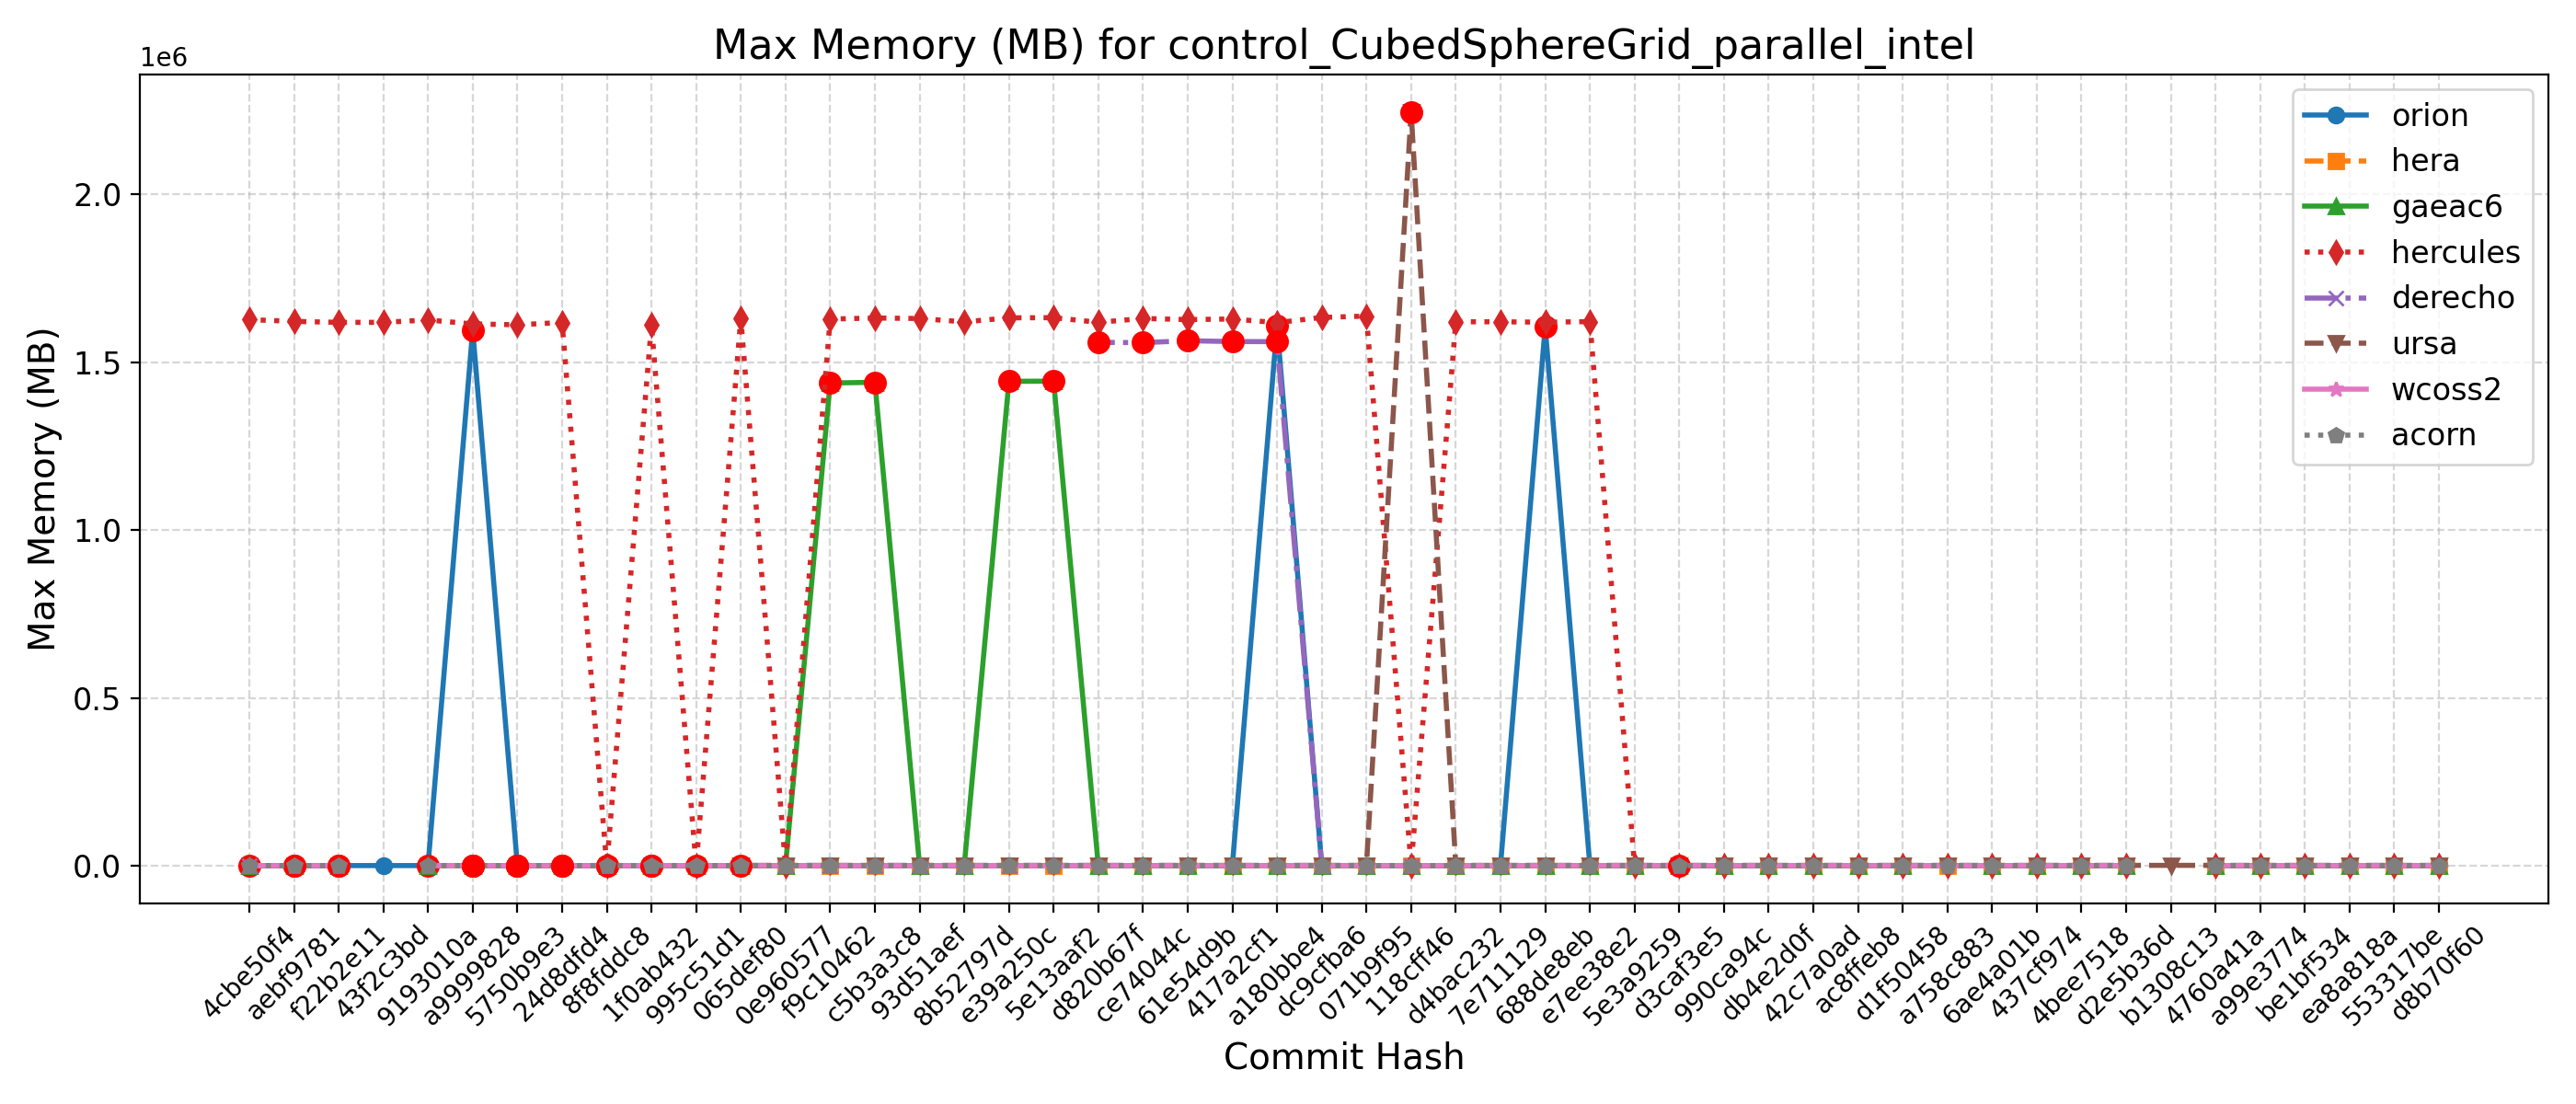 Max Memory (MB) for control_CubedSphereGrid_parallel_intel
1e6
2.0
1.5
1.0
0.5
0.0
Max Memory (MB)
orion
hera
gaeac6
hercules
derecho
ursa
wcoss2
acorn
4cbe50f4
aebf9781
f22b2e11
43f2c3bd
9193010a
a9999828
5750b9e3
24d8dfd4
8f8fddc8
1f0ab432
995c51d1
065def80
0e960577
f9c10462
c5b3a3c8
93d51aef
8b52797d
e39a250c
5e13aaf2
d820b67f
ce74044c
61e54d9b
417a2cf1
a180bbe4
dc9cfba6
071b9f95
118cff46
d4bac232
7e711129
688de8eb
e7ee38e2
5e3a9259
d3caf3e5
990ca94c
db4e2d0f
42c7a0ad
ac8ffeb8
d1f50458
a758c883
6ae4a01b
437cf974
4bee7518
d2e5b36d
b1308c13
4760a41a
a99e3774
be1bf534
ea8a818a
553317be
d8b70f60
Commit Hash